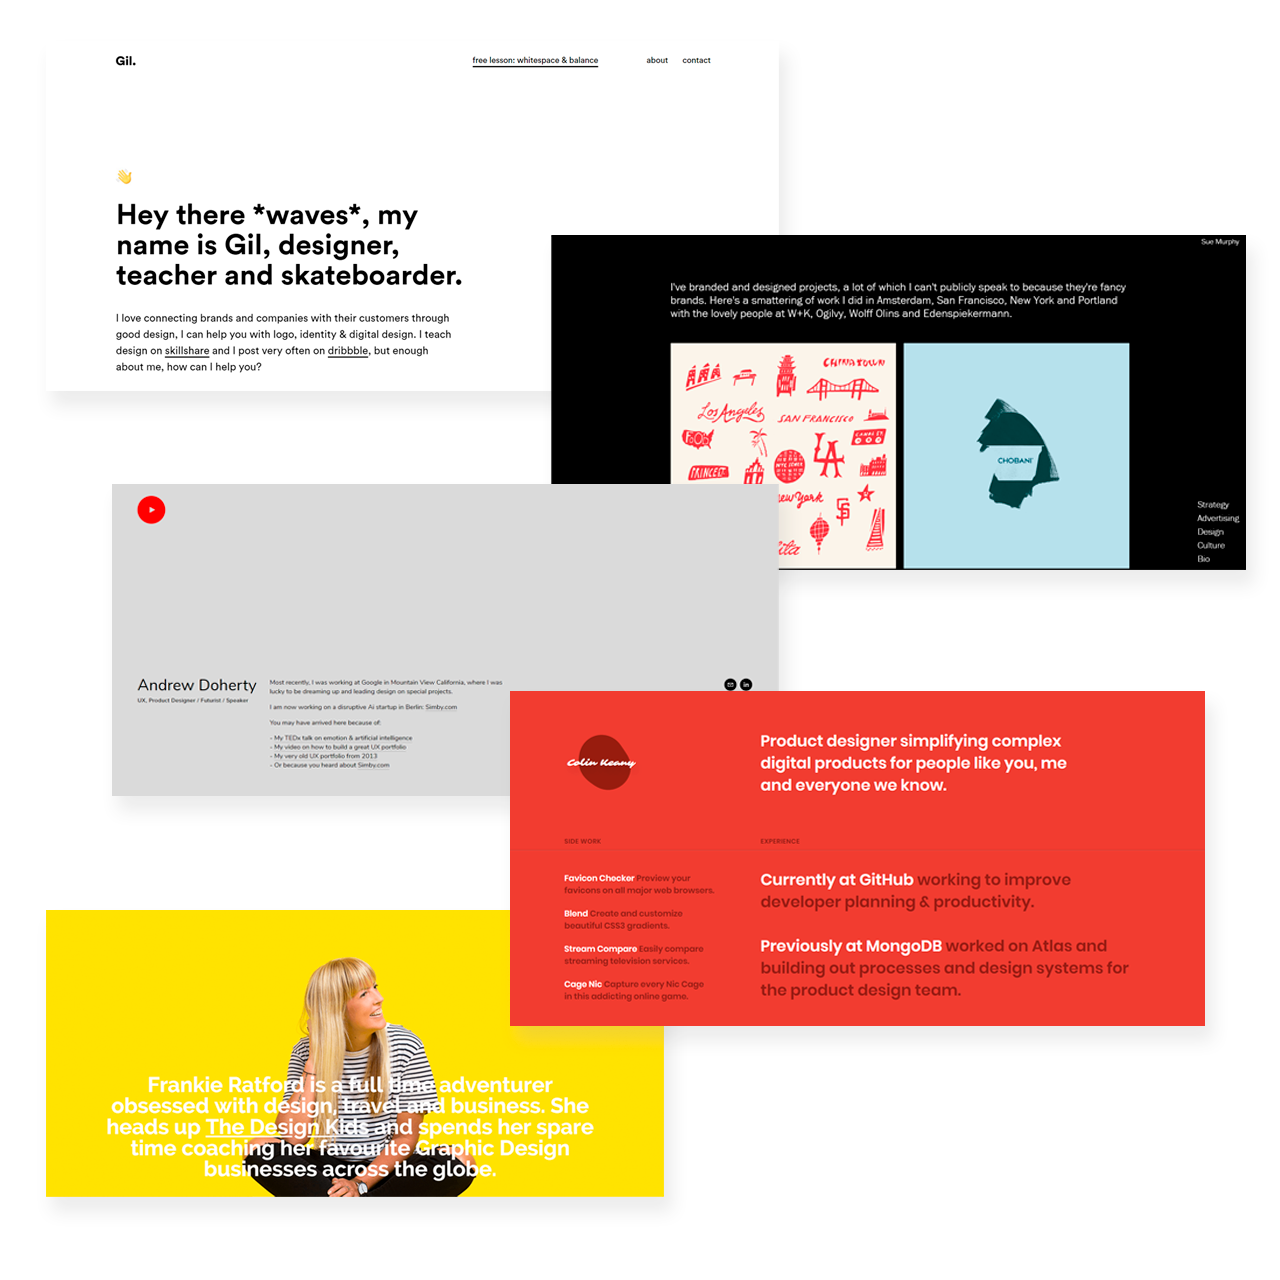 Gil.
free lesson: whitespace & balance
about
contact
Hey there *waves*, my
name is Gil, designer,
teacher and skateboarder.
I love connecting brands and companies with their customers through
good design, I can help you with logo, identity & digital design. I teach
design on skillshare and I post very often on dribbble, but enough
about me, how can I help you?
Sue Murphy
I've branded and designed projects, a lot of which I can't publicly speak to because they're fancy
brands. Here's a smattering of work I did in Amsterdam, San Francisco, New York and Portland
with the lovely people at W+K, Ogilvy, Wolff Olins and Edenspiekermann.
CHINATOWN
Los Angeles
SAN FRANCISCO
LA
New York
SF
CHOBANI
Strategy
Advertising
Design
Culture
Bio
Andrew Doherty
UX, Product Designer / Futurist / Speaker
Most recently, I was working at Google in Mountain View California, where I was
lucky to be dreaming up and leading design on special projects.
I am now working on a disruptive Ai startup in Berlin: Simby.com
You may have arrived here because of:
- My TEDx talk on emotion & artificial intelligence
- My video on how to build a great UX portfolio
- My very old UX portfolio from 2013
- Or because you heard about Simby.com
in
Colin Keany
Product designer simplifying complex
digital products for people like you, me
and everyone we know.
SIDE WORK
Favicon Checker Preview your
favicons on all major web browsers.
Blend Create and customize
beautiful CSS3 gradients.
Stream Compare Easily compare
streaming television services.
Cage Nic Capture every Nic Cage
in this addicting online game.
EXPERIENCE
Currently at GitHub working to improve
developer planning & productivity.
Previously at MongoDB worked on Atlas and
building out processes and design systems for
the product design team.
Frankie Ratford is a full time adventurer
obsessed with design, travel and business. She
heads up The Design Kids and spends her spare
time coaching her favourite Graphic Design
businesses across the globe.